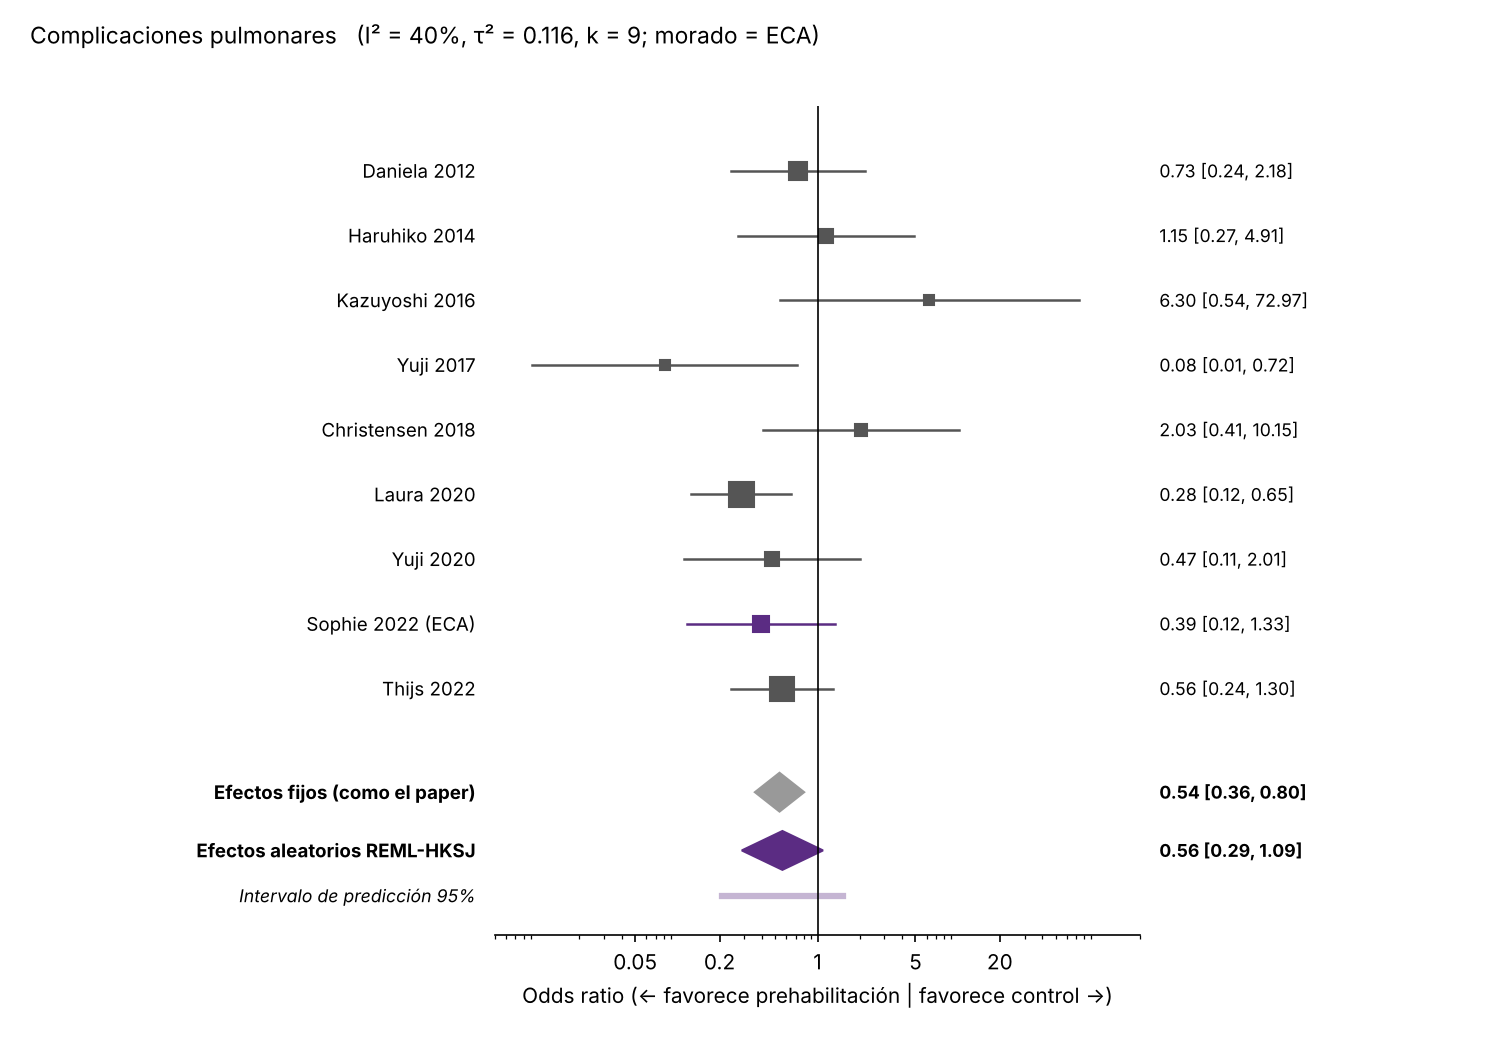 Complicaciones pulmonares (I² = 40%, τ² = 0.116, k = 9; morado = ECA)
Daniela 2012 0.73 [0.24, 2.18]
Haruhiko 2014 1.15 [0.27, 4.91]
Kazuyoshi 2016 6.30 [0.54, 72.97]
Yuji 2017 0.08 [0.01, 0.72]
Christensen 2018 2.03 [0.41, 10.15]
Laura 2020 0.28 [0.12, 0.65]
Yuji 2020 0.47 [0.11, 2.01]
Sophie 2022 (ECA) 0.39 [0.12, 1.33]
Thijs 2022 0.56 [0.24, 1.30]
Efectos fijos (como el paper) 0.54 [0.36, 0.80]
Efectos aleatorios REML-HKSJ 0.56 [0.29, 1.09]
Intervalo de predicción 95%
0.05 0.2 1 5 20
Odds ratio (← favorece prehabilitación | favorece control →)